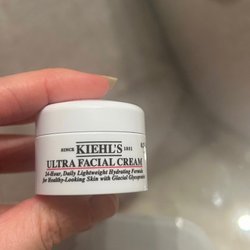 SINCE KIEHL'S 1851
ULTRA FACIAL CREAM
24-Hour, Daily Lightweight Hydrating Formula
for Healthy-Looking Skin with Glacial Glycoprotein